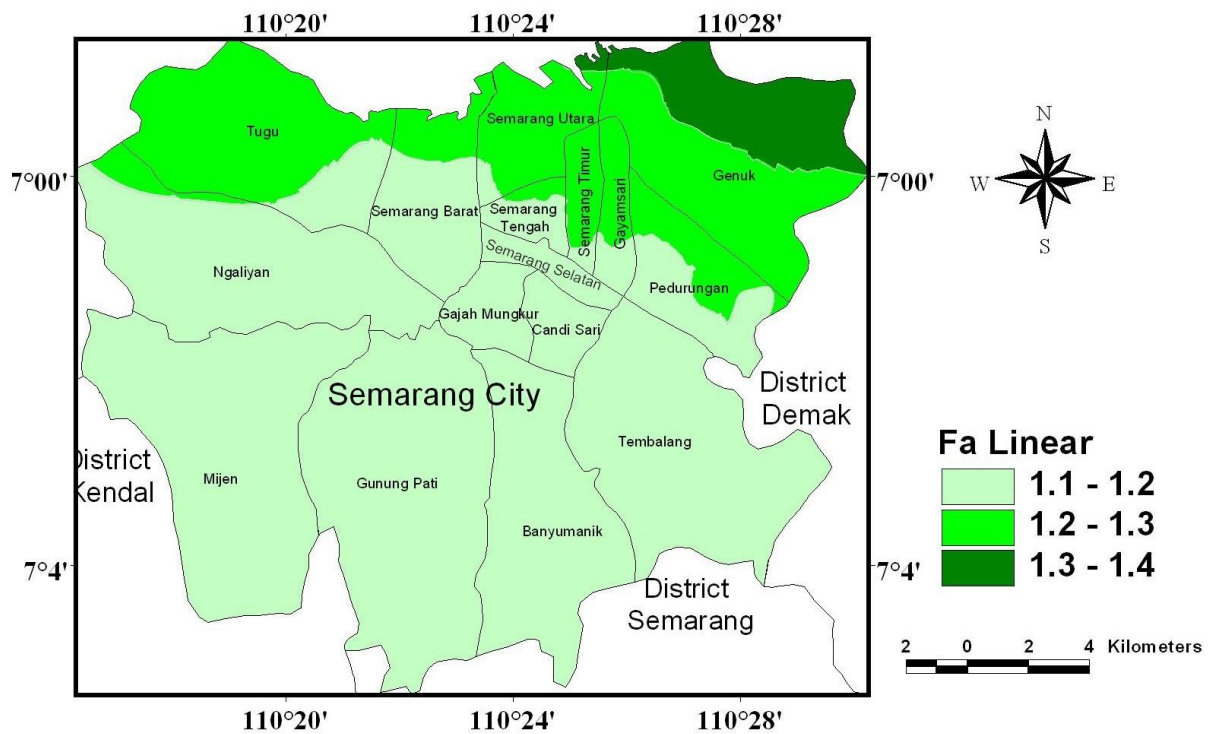 110°20' 110°24' 110°28'
Semarang Utara
Tugu
7°00'
Genuk
7°00'
Semarang Timur
Gayamsari
Semarang Barat
Semarang
Tengah
Semarang Selatan
Ngaliyan
Pedurungan
Gajah Mungkur
Candi Sari
Semarang City
District
Demak
Tembalang
District
Kendal
Mijen
Gunung Pati
Banyumanik
7°4'
7°4'
District
Semarang
110°20' 110°24' 110°28'
N
W E
S
Fa Linear
1.1 - 1.2
1.2 - 1.3
1.3 - 1.4
2 0 2 4 Kilometers